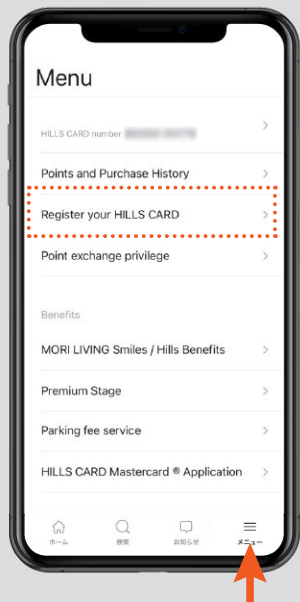 Menu
HILLS CARD number
Points and Purchase History
Register your HILLS CARD
Point exchange privilege
Benefits
MORI LIVING Smiles / Hills Benefits
Premium Stage
Parking fee service
HILLS CARD Mastercard ® Application
ホーム 検索 お知らせ メニュー